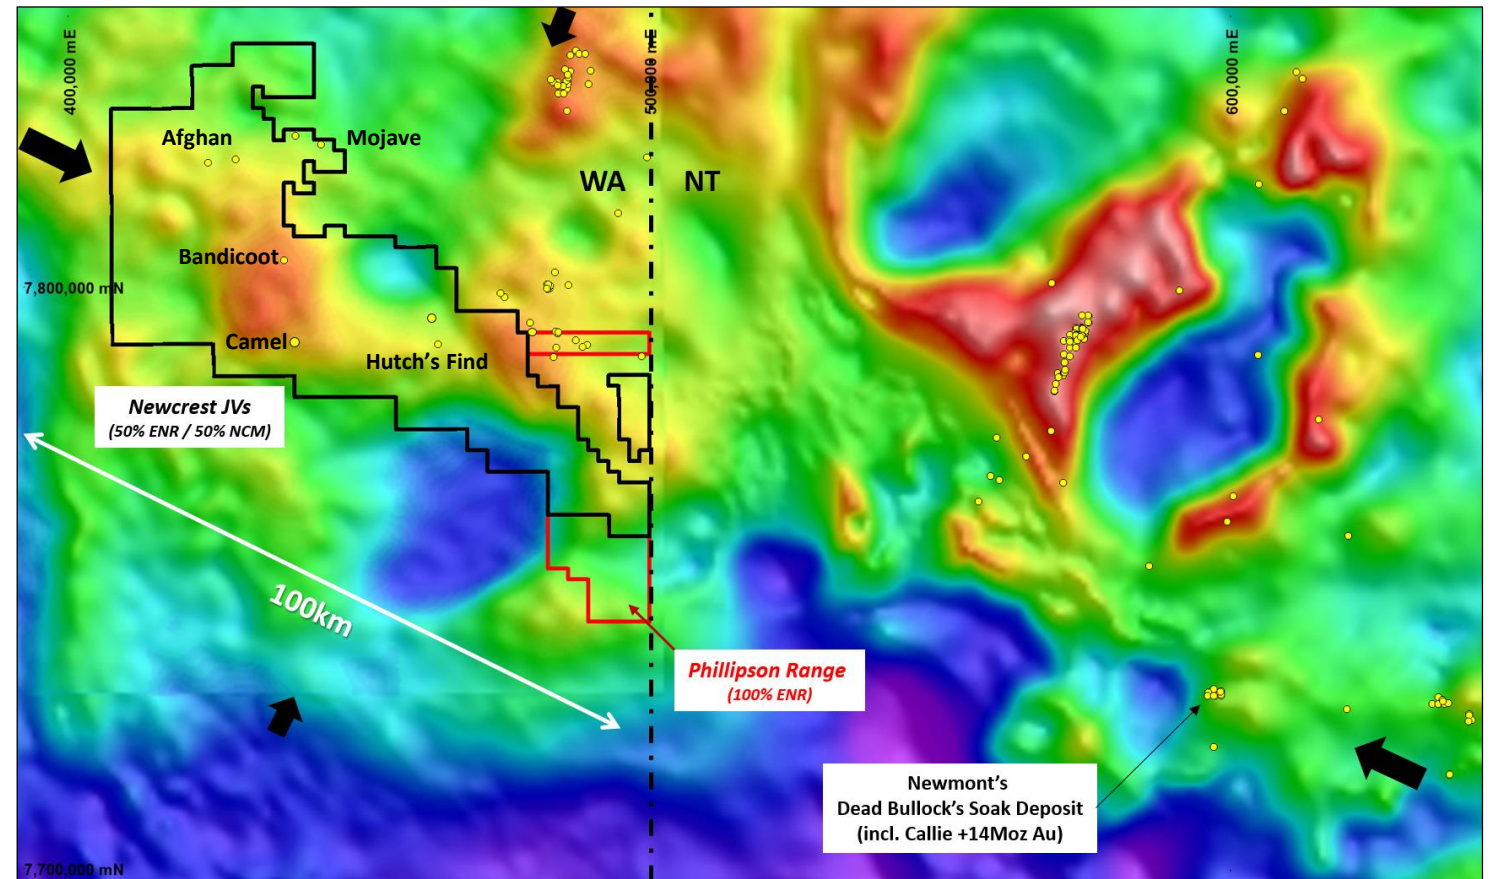 400,000 mE
500,000 mE
600,000 mE
Afghan
Mojave
WA
NT
Bandicoot
7,800,000 mN
Camel
Hutch's Find
Newcrest JVs
(50% ENR / 50% NCM)
100km
Phillipson Range
(100% ENR)
Newmont's
Dead Bullock's Soak Deposit
(incl. Callie +14Moz Au)
7,700,000 mN